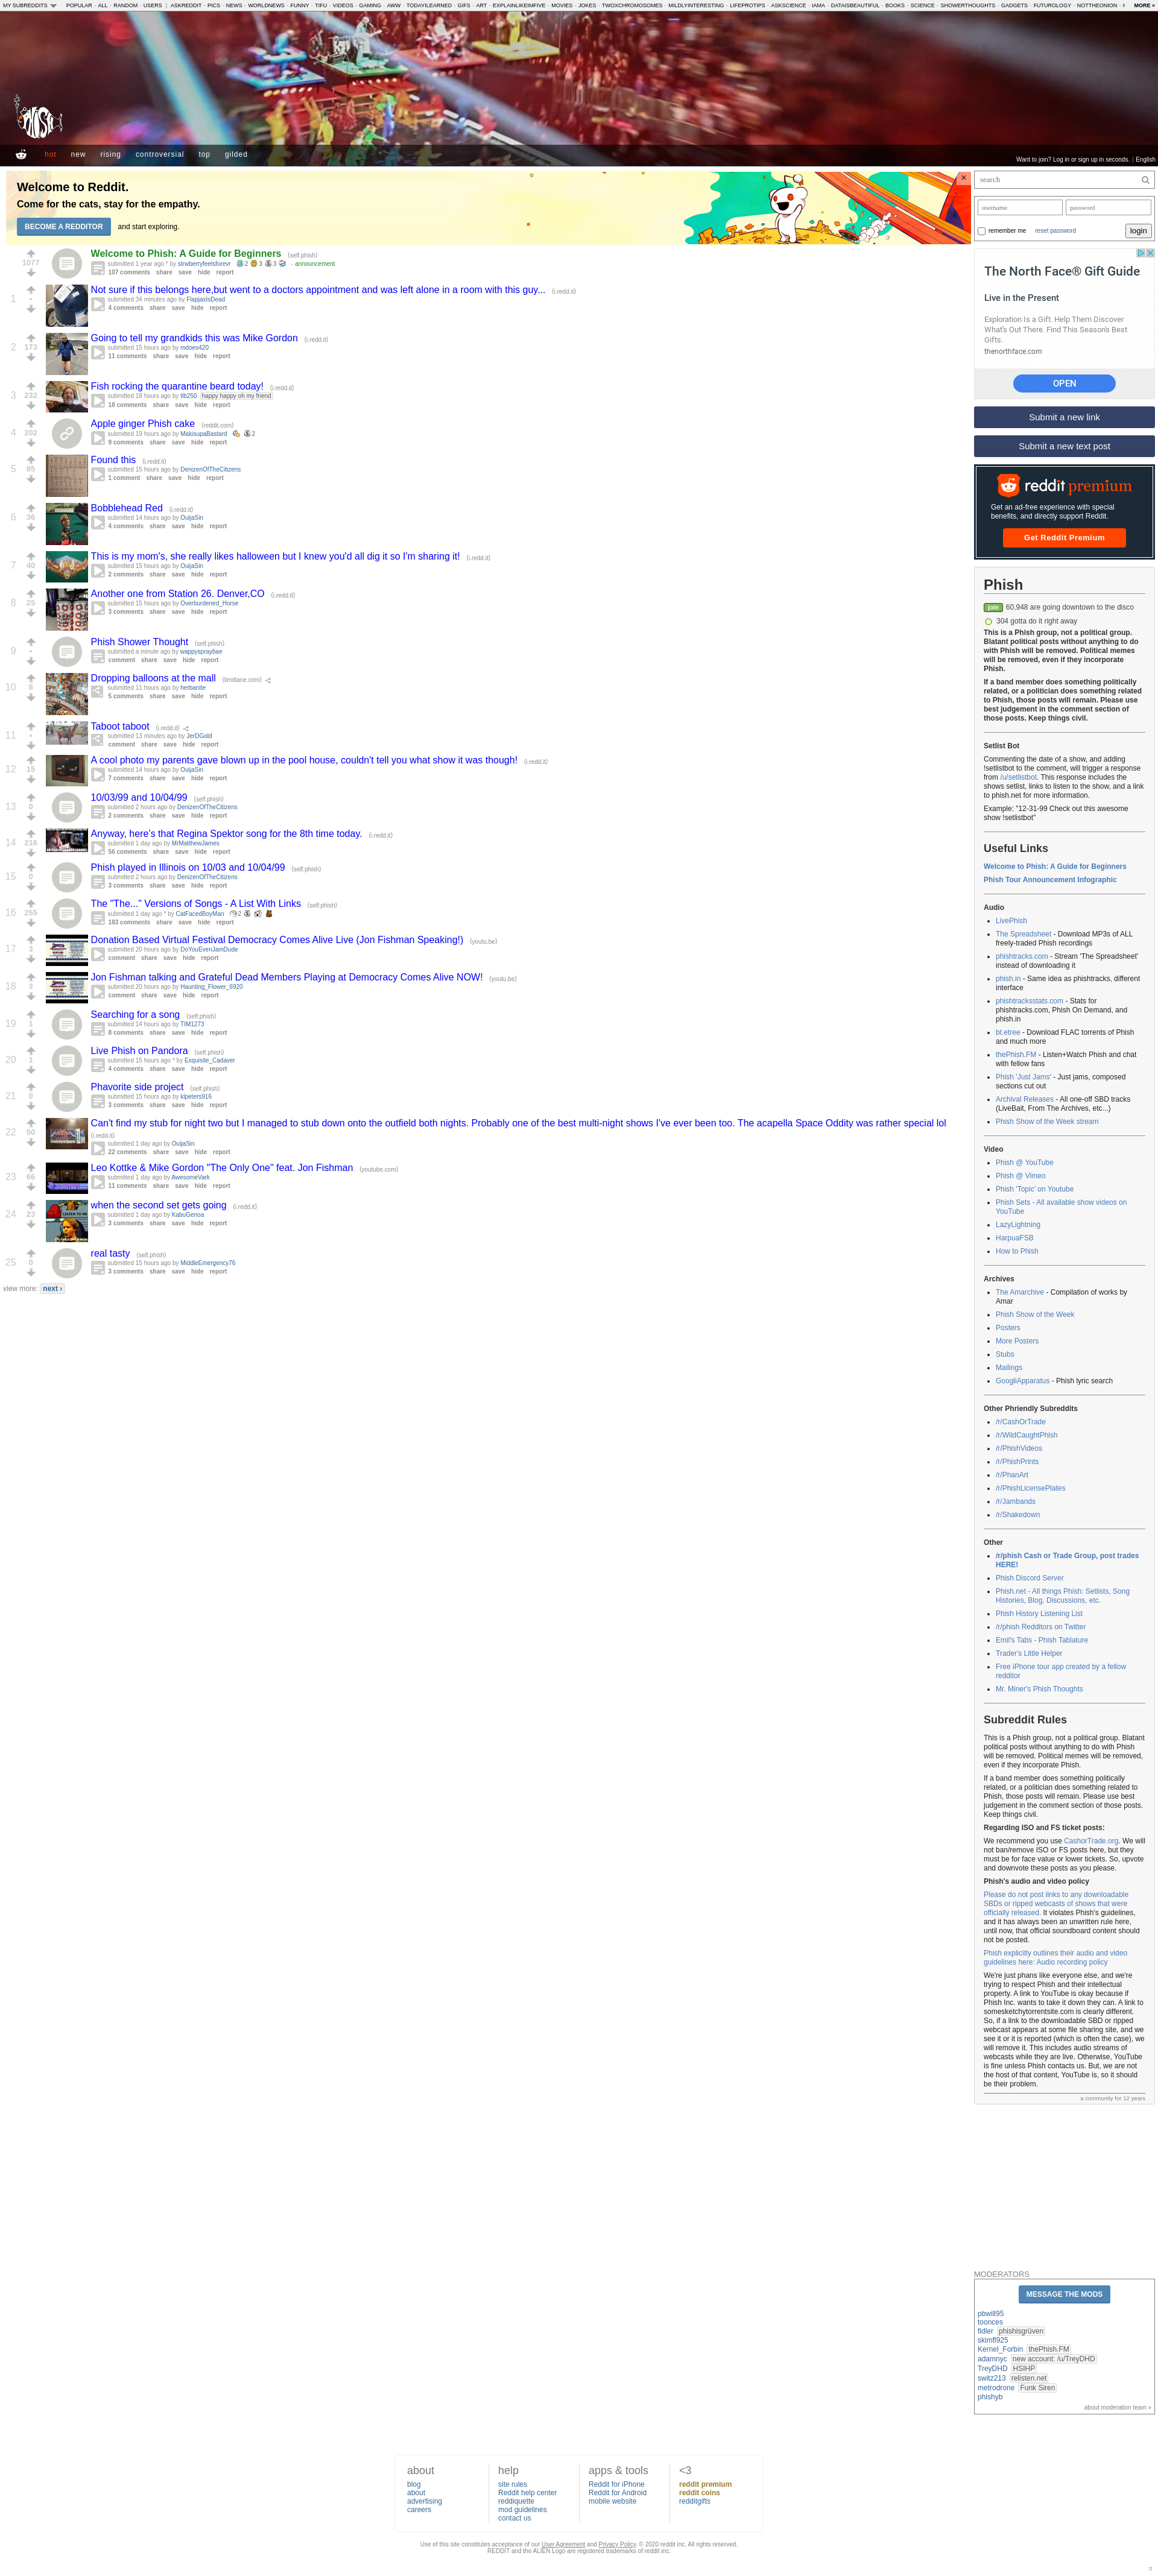 MY SUBREDDITS POPULAR - ALL - RANDOM - USERS | ASKREDDIT - PICS - NEWS - WORLDNEWS - FUNNY - TIFU - VIDEOS - GAMING - AWW - TODAYILEARNED - GIFS - ART - EXPLAINLIKEIMFIVE - MOVIES - JOKES - TWOXCHROMOSOMES - MILDLYINTERESTING - LIFEPROTIPS - ASKSCIENCE - IAMA - DATAISBEAUTIFUL - BOOKS - SCIENCE - SHOWERTHOUGHTS - GADGETS - FUTUROLOGY - NOTTHEONION MORE »
hot new rising controversial top gilded
Want to join? Log in or sign up in seconds. | English
Welcome to Reddit.
Come for the cats, stay for the empathy.
BECOME A REDDITOR and start exploring.
1077
Welcome to Phish: A Guide for Beginners (self.phish)
submitted 1 year ago * by strwberryfeelsforevr 2 3 3 - announcement
107 comments share save hide report
1 •
Not sure if this belongs here,but went to a doctors appointment and was left alone in a room with this guy... (i.redd.it)
submitted 34 minutes ago by FlapjaxIsDead
4 comments share save hide report
2 173
Going to tell my grandkids this was Mike Gordon (i.redd.it)
submitted 15 hours ago by mdoes420
11 comments share save hide report
3 232
Fish rocking the quarantine beard today! (i.redd.it)
submitted 18 hours ago by tlb250 happy happy oh my friend
18 comments share save hide report
4 202
Apple ginger Phish cake (reddit.com)
submitted 19 hours ago by MakisupaBastard 2
9 comments share save hide report
5 85
Found this (i.redd.it)
submitted 15 hours ago by DenizenOfTheCitizens
1 comment share save hide report
6 36
Bobblehead Red (i.redd.it)
submitted 14 hours ago by OuijaSin
4 comments share save hide report
7 40
This is my mom's, she really likes halloween but I knew you'd all dig it so I'm sharing it! (i.redd.it)
submitted 15 hours ago by OuijaSin
2 comments share save hide report
8 25
Another one from Station 26. Denver,CO (i.redd.it)
submitted 15 hours ago by Overburdened_Horse
3 comments share save hide report
9 •
Phish Shower Thought (self.phish)
submitted a minute ago by wappyspraybae
comment share save hide report
10 8
Dropping balloons at the mall (limitlane.com)
submitted 11 hours ago by herbanite
5 comments share save hide report
11 •
Taboot taboot (i.redd.it)
submitted 13 minutes ago by JerDGold
comment share save hide report
12 15
A cool photo my parents gave blown up in the pool house, couldn't tell you what show it was though! (i.redd.it)
submitted 14 hours ago by OuijaSin
7 comments share save hide report
13 0
10/03/99 and 10/04/99 (self.phish)
submitted 2 hours ago by DenizenOfTheCitizens
2 comments share save hide report
14 216
Anyway, here's that Regina Spektor song for the 8th time today. (i.redd.it)
submitted 1 day ago by MrMatthewJames
56 comments share save hide report
15 0
Phish played in Illinois on 10/03 and 10/04/99 (self.phish)
submitted 2 hours ago by DenizenOfTheCitizens
3 comments share save hide report
16 255
The "The..." Versions of Songs - A List With Links (self.phish)
submitted 1 day ago * by CatFacedBoyMan 2
183 comments share save hide report
17 3
Donation Based Virtual Festival Democracy Comes Alive Live (Jon Fishman Speaking!) (youtu.be)
submitted 20 hours ago by DoYouEvenJamDude
comment share save hide report
18 3
Jon Fishman talking and Grateful Dead Members Playing at Democracy Comes Alive NOW! (youtu.be)
submitted 20 hours ago by Haunting_Flower_6920
comment share save hide report
19 1
Searching for a song (self.phish)
submitted 14 hours ago by TIM1273
8 comments share save hide report
20 1
Live Phish on Pandora (self.phish)
submitted 15 hours ago * by Exquisite_Cadaver
4 comments share save hide report
21 0
Phavorite side project (self.phish)
submitted 15 hours ago by klpeters916
3 comments share save hide report
22 50
Can't find my stub for night two but I managed to stub down onto the outfield both nights. Probably one of the best multi-night shows I've ever been too. The acapella Space Oddity was rather special lol
(i.redd.it)
submitted 1 day ago by OuijaSin
22 comments share save hide report
23 66
Leo Kottke & Mike Gordon "The Only One" feat. Jon Fishman (youtube.com)
submitted 1 day ago by AwesomeVark
11 comments share save hide report
24 23
when the second set gets going (i.redd.it)
submitted 1 day ago by KabuGenoa
3 comments share save hide report
25 0
real tasty (self.phish)
submitted 15 hours ago by MiddleEmergency76
3 comments share save hide report
view more: next ›
search
username password
remember me reset password login
The North Face® Gift Guide
Live in the Present
Exploration Is a Gift. Help Them Discover
What's Out There. Find This Season's Best
Gifts.
thenorthface.com
OPEN
Submit a new link
Submit a new text post
reddit premium
Get an ad-free experience with special
benefits, and directly support Reddit.
Get Reddit Premium
Phish
join 60,948 are going downtown to the disco
304 gotta do it right away
This is a Phish group, not a political group.
Blatant political posts without anything to do
with Phish will be removed. Political memes
will be removed, even if they incorporate
Phish.
If a band member does something politically
related, or a politician does something related
to Phish, those posts will remain. Please use
best judgement in the comment section of
those posts. Keep things civil.
Setlist Bot
Commenting the date of a show, and adding
!setlistbot to the comment, will trigger a response
from /u/setlistbot. This response includes the
shows setlist, links to listen to the show, and a link
to phish.net for more information.
Example: "12-31-99 Check out this awesome
show !setlistbot"
Useful Links
Welcome to Phish: A Guide for Beginners
Phish Tour Announcement Infographic
Audio
LivePhish
The Spreadsheet - Download MP3s of ALL
freely-traded Phish recordings
phishtracks.com - Stream 'The Spreadsheet'
instead of downloading it
phish.in - Same idea as phishtracks, different
interface
phishtracksstats.com - Stats for
phishtracks.com, Phish On Demand, and
phish.in
bt.etree - Download FLAC torrents of Phish
and much more
thePhish.FM - Listen+Watch Phish and chat
with fellow fans
Phish 'Just Jams' - Just jams, composed
sections cut out
Archival Releases - All one-off SBD tracks
(LiveBait, From The Archives, etc...)
Phish Show of the Week stream
Video
Phish @ YouTube
Phish @ Vimeo
Phish 'Topic' on Youtube
Phish Sets - All available show videos on
YouTube
LazyLightning
HarpuaFSB
How to Phish
Archives
The Amarchive - Compilation of works by
Amar
Phish Show of the Week
Posters
More Posters
Stubs
Mailings
GoogliApparatus - Phish lyric search
Other Phriendly Subreddits
/r/CashOrTrade
/r/WildCaughtPhish
/r/PhishVideos
/r/PhishPrints
/r/PhanArt
/r/PhishLicensePlates
/r/Jambands
/r/Shakedown
Other
/r/phish Cash or Trade Group, post trades
HERE!
Phish Discord Server
Phish.net - All things Phish: Setlists, Song
Histories, Blog, Discussions, etc.
Phish History Listening List
/r/phish Redditors on Twitter
Emil's Tabs - Phish Tablature
Trader's Little Helper
Free iPhone tour app created by a fellow
redditor
Mr. Miner's Phish Thoughts
Subreddit Rules
This is a Phish group, not a political group. Blatant
political posts without anything to do with Phish
will be removed. Political memes will be removed,
even if they incorporate Phish.
If a band member does something politically
related, or a politician does something related to
Phish, those posts will remain. Please use best
judgement in the comment section of those posts.
Keep things civil.
Regarding ISO and FS ticket posts:
We recommend you use CashorTrade.org. We will
not ban/remove ISO or FS posts here, but they
must be for face value or lower tickets. So, upvote
and downvote these posts as you please.
Phish's audio and video policy
Please do not post links to any downloadable
SBDs or ripped webcasts of shows that were
officially released. It violates Phish's guidelines,
and it has always been an unwritten rule here,
until now, that official soundboard content should
not be posted.
Phish explicitly outlines their audio and video
guidelines here: Audio recording policy
We're just phans like everyone else, and we're
trying to respect Phish and their intellectual
property. A link to YouTube is okay because if
Phish Inc. wants to take it down they can. A link to
somesketchytorrentsite.com is clearly different.
So, if a link to the downloadable SBD or ripped
webcast appears at some file sharing site, and we
see it or it is reported (which is often the case), we
will remove it. This includes audio streams of
webcasts while they are live. Otherwise, YouTube
is fine unless Phish contacts us. But, we are not
the host of that content, YouTube is, so it should
be their problem.
a community for 12 years
MODERATORS
MESSAGE THE MODS
pbwill95
toonces
fidler phishisgrüven
skimfl925
Kernel_Forbin thePhish.FM
adamnyc new account: /u/TreyDHD
TreyDHD HSIHP
switz213 relisten.net
metrodrone Funk Siren
phishyb
about moderation team »
about
blog
about
advertising
careers
help
site rules
Reddit help center
reddiquette
mod guidelines
contact us
apps & tools
Reddit for iPhone
Reddit for Android
mobile website
<3
reddit premium
reddit coins
redditgifts
Use of this site constitutes acceptance of our User Agreement and Privacy Policy. © 2020 reddit inc. All rights reserved.
REDDIT and the ALIEN Logo are registered trademarks of reddit inc.
π